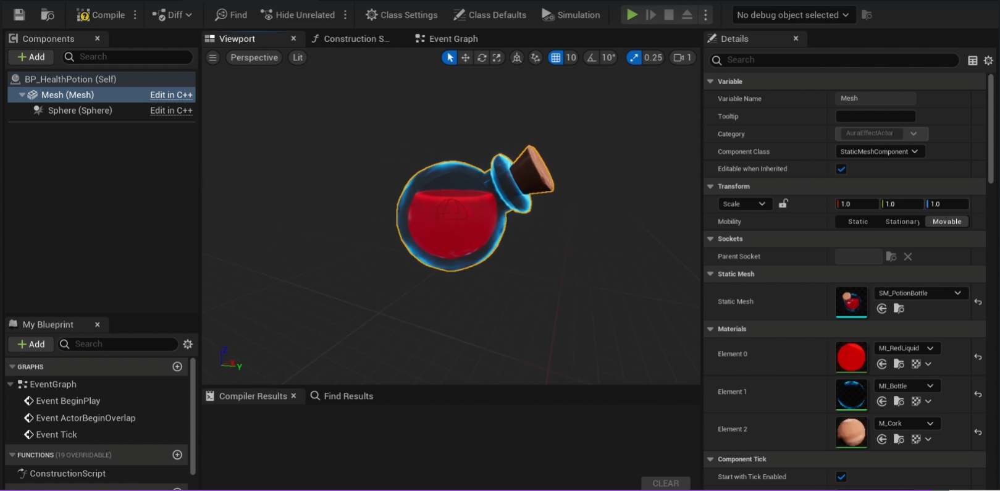 Compile
Diff
Find
Hide Unrelated
Class Settings
Class Defaults
Simulation
No debug object selected
Components
Add
Search
BP_HealthPotion (Self)
Mesh (Mesh) Edit in C++
Sphere (Sphere) Edit in C++
My Blueprint
Add
Search
GRAPHS
EventGraph
Event BeginPlay
Event ActorBeginOverlap
Event Tick
FUNCTIONS (19 OVERRIDABLE)
ConstructionScript
Viewport
Construction S...
Event Graph
Perspective
Lit
10
10°
0.25
1
Z
X
Y
Compiler Results
Find Results
CLEAR
Details
Search
Variable
Variable Name Mesh
Tooltip
Category AuraEffectActor
Component Class StaticMeshComponent
Editable when Inherited
Transform
Scale 1.0 1.0 1.0
Mobility Static Stationary Movable
Sockets
Parent Socket
Static Mesh
Static Mesh SM_PotionBottle
Materials
Element 0 MI_RedLiquid
Element 1 MI_Bottle
Element 2 M_Cork
Component Tick
Start with Tick Enabled